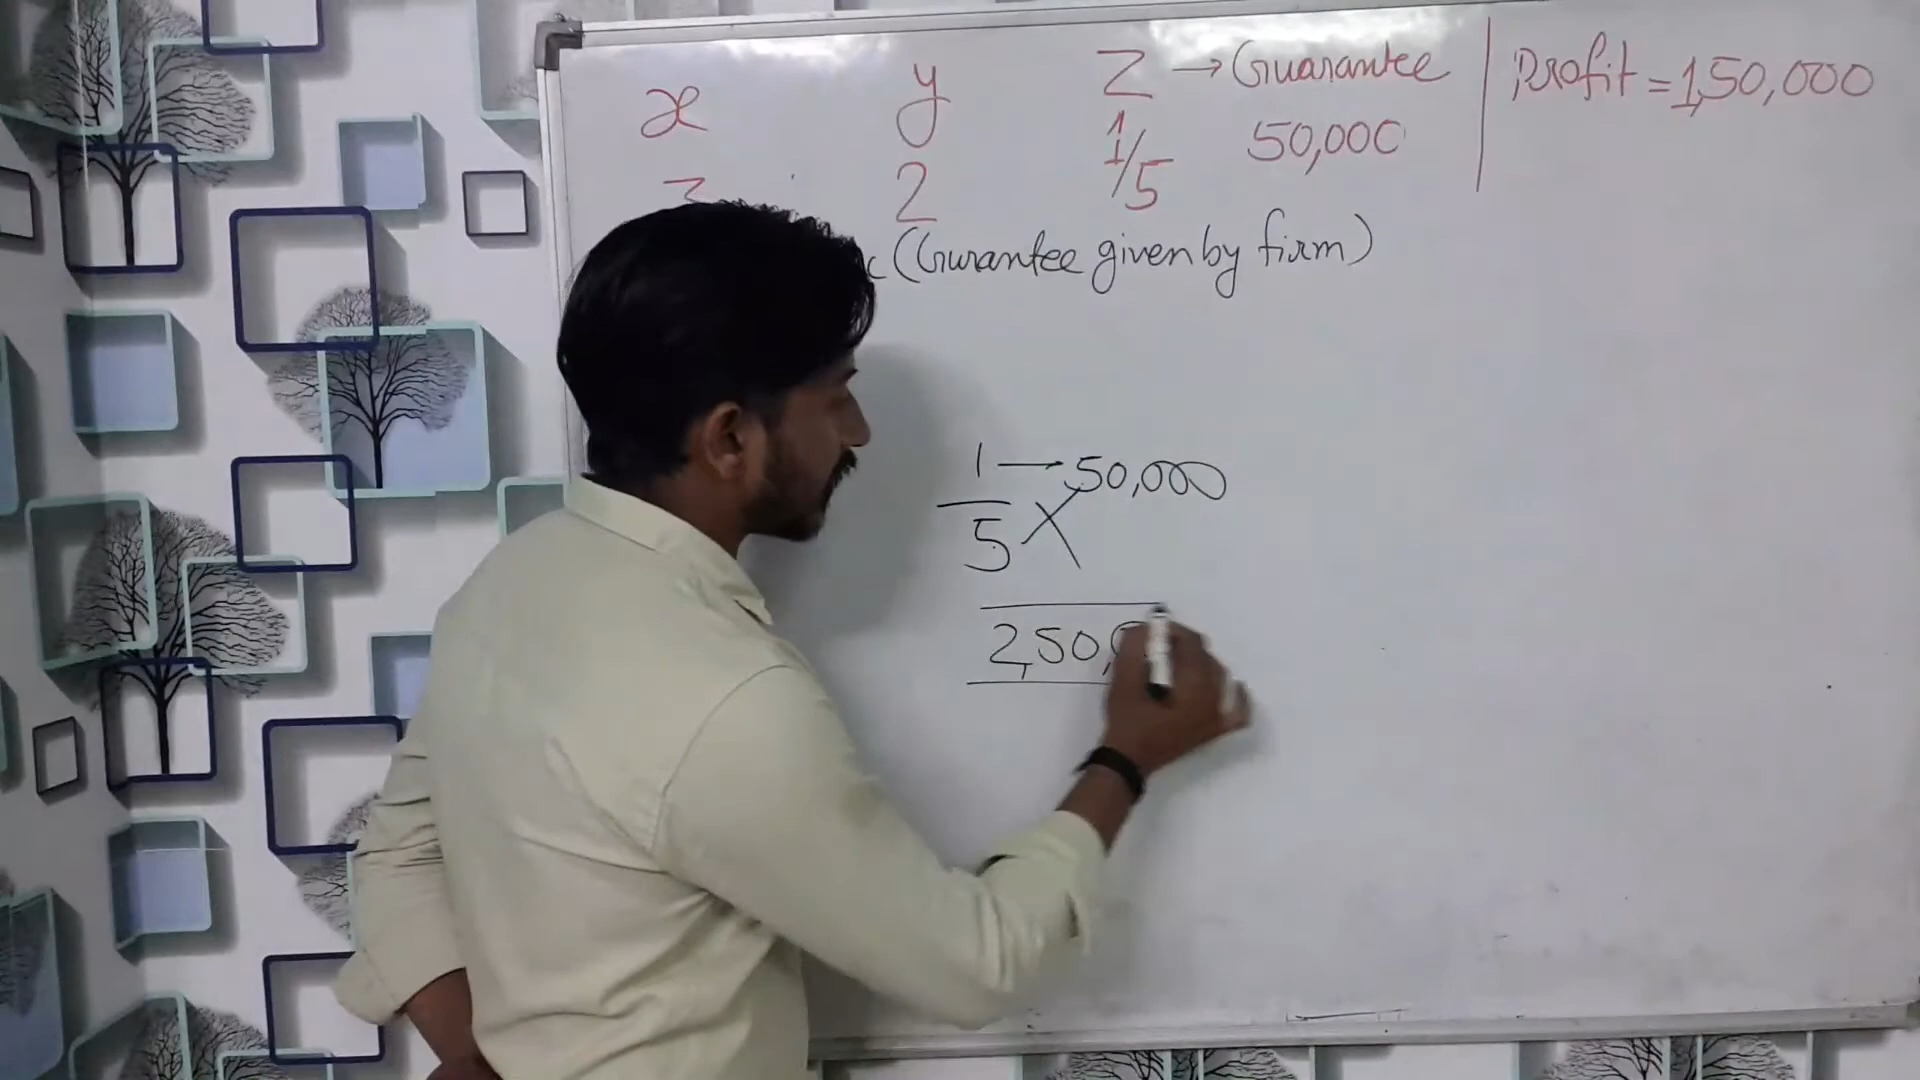 x y Z → Guarantee | Profit = 1,50,000
2 1/5 50,000
(Gurantee given by firm)
1 → 50,000
5
2,50,